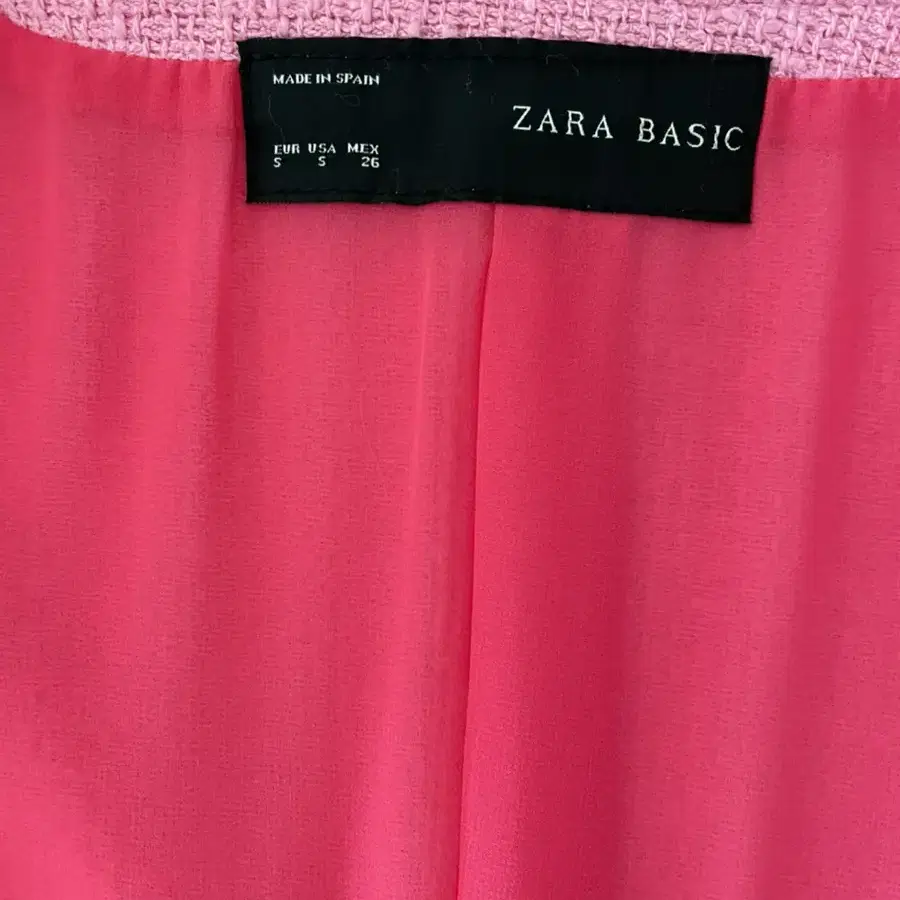 MADE IN SPAIN
ZARA BASIC
EUR USA MEX
S S 26